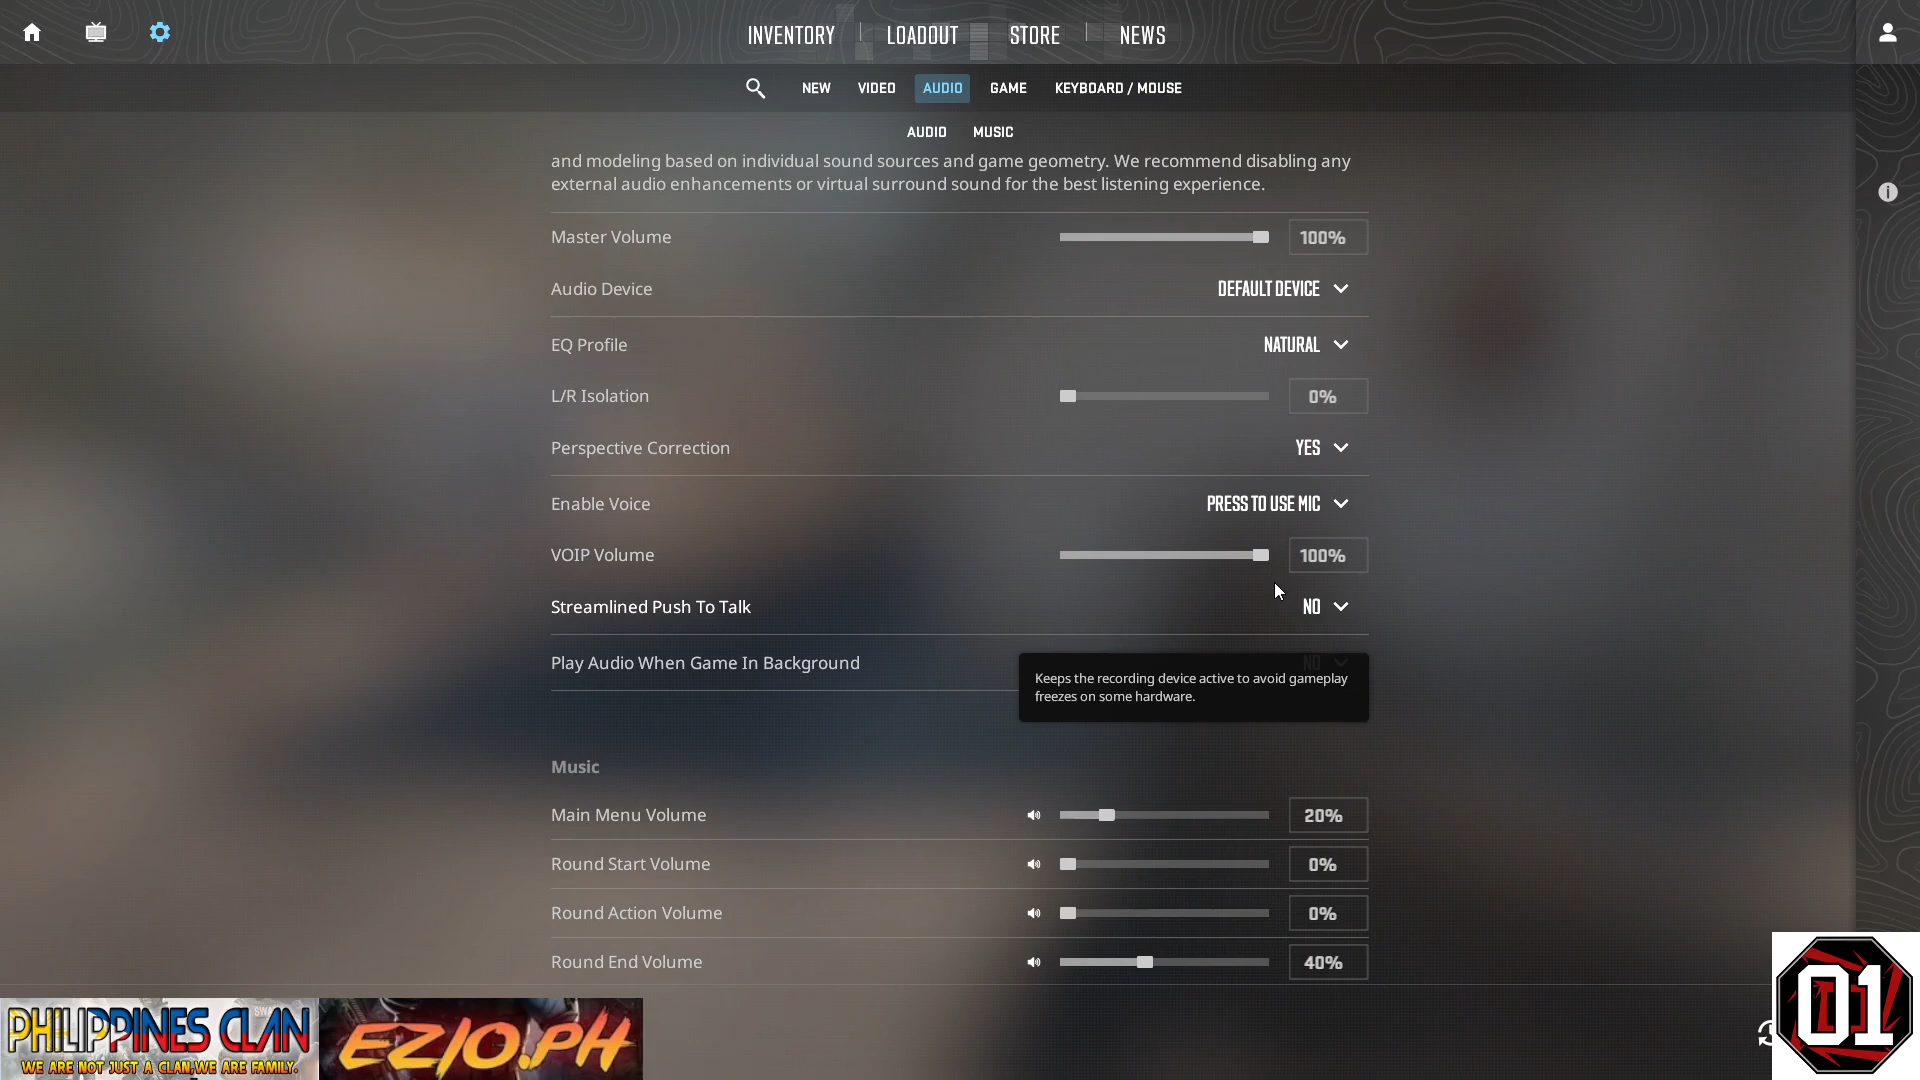 INVENTORY
LOADOUT
STORE
NEWS
NEW
VIDEO
AUDIO
GAME
KEYBOARD / MOUSE
AUDIO
MUSIC
and modeling based on individual sound sources and game geometry. We recommend disabling any
external audio enhancements or virtual surround sound for the best listening experience.
Master Volume
100%
Audio Device
DEFAULT DEVICE
EQ Profile
NATURAL
L/R Isolation
0%
Perspective Correction
YES
Enable Voice
PRESS TO USE MIC
VOIP Volume
100%
Streamlined Push To Talk
NO
Play Audio When Game In Background
NO
Keeps the recording device active to avoid gameplay
freezes on some hardware.
Music
Main Menu Volume
20%
Round Start Volume
0%
Round Action Volume
0%
Round End Volume
40%
PHILIPPINES CLAN
WE ARE NOT JUST A CLAN,WE ARE FAMILY.
EZIO.PH
01